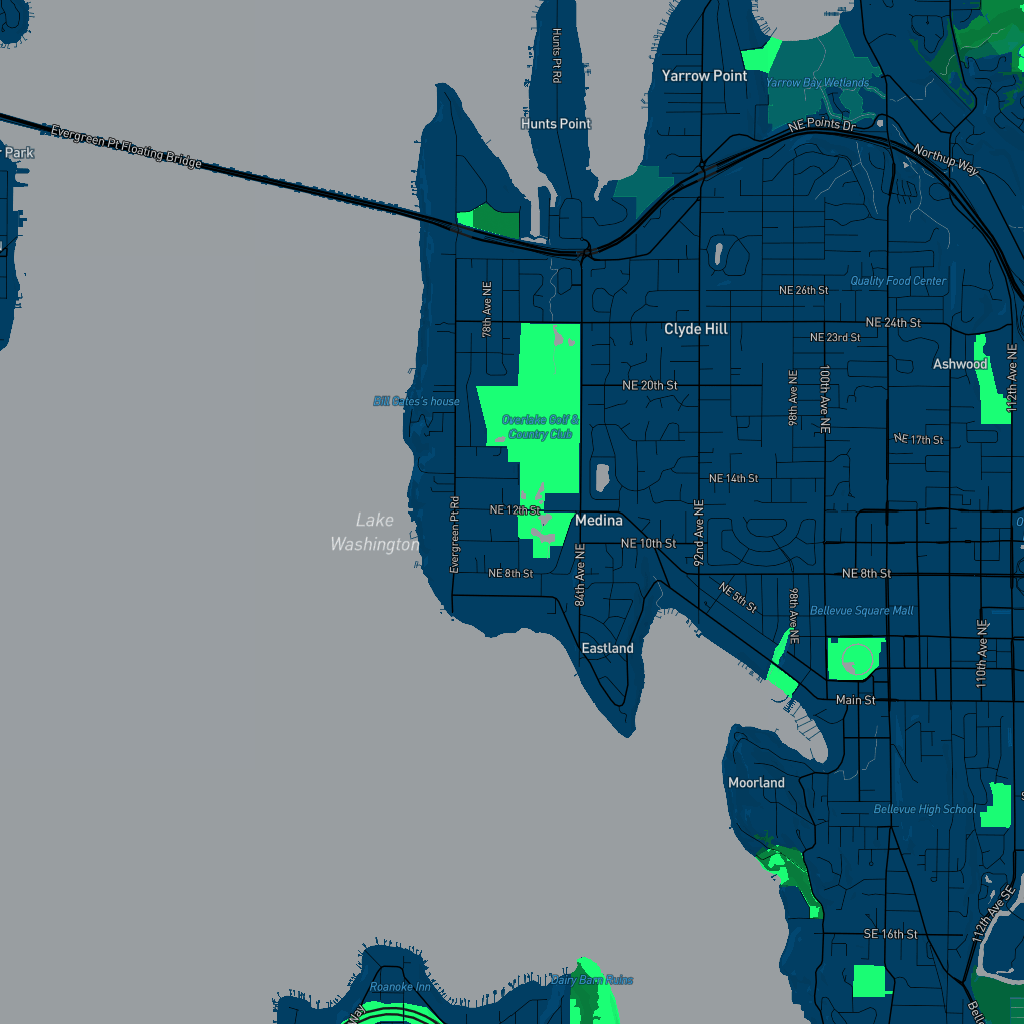 Hunts Pt Rd
Yarrow Point
Yarrow Bay Wetlands
Hunts Point
NE Points Dr
Evergreen Pt Floating Bridge
Park
Northup Way
78th Ave NE
Quality Food Center
NE 26th St
NE 24th St
Clyde Hill
NE 23rd St
Ashwood
112th Ave NE
NE 20th St
98th Ave NE
100th Ave NE
Bill Gates's house
Overlake Golf &
Country Club
NE 17th St
NE 14th St
Evergreen Pt Rd
NE 12th St
Lake
Washington
Medina
92nd Ave NE
NE 10th St
84th Ave NE
NE 8th St
NE 8th St
NE 5th St
98th Ave NE
Bellevue Square Mall
110th Ave NE
Eastland
Main St
Moorland
Bellevue High School
112th Ave SE
SE 16th St
Dairy Barn Ruins
Roanoke Inn
Way